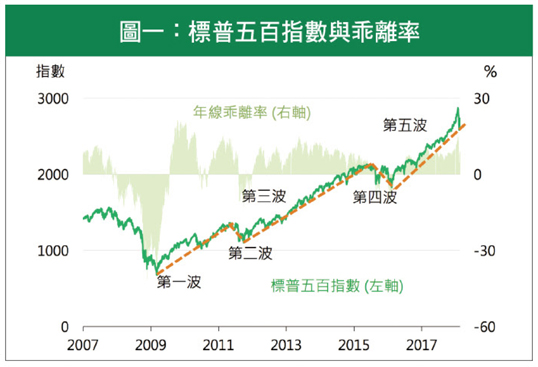 圖一：標普五百指數與乖離率
指數
%
3000
30
年線乖離率 (右軸)
第五波
2000
0
第三波
第四波
1000
-30
第二波
第一波
標普五百指數 (左軸)
0
-60
2007 2009 2011 2013 2015 2017